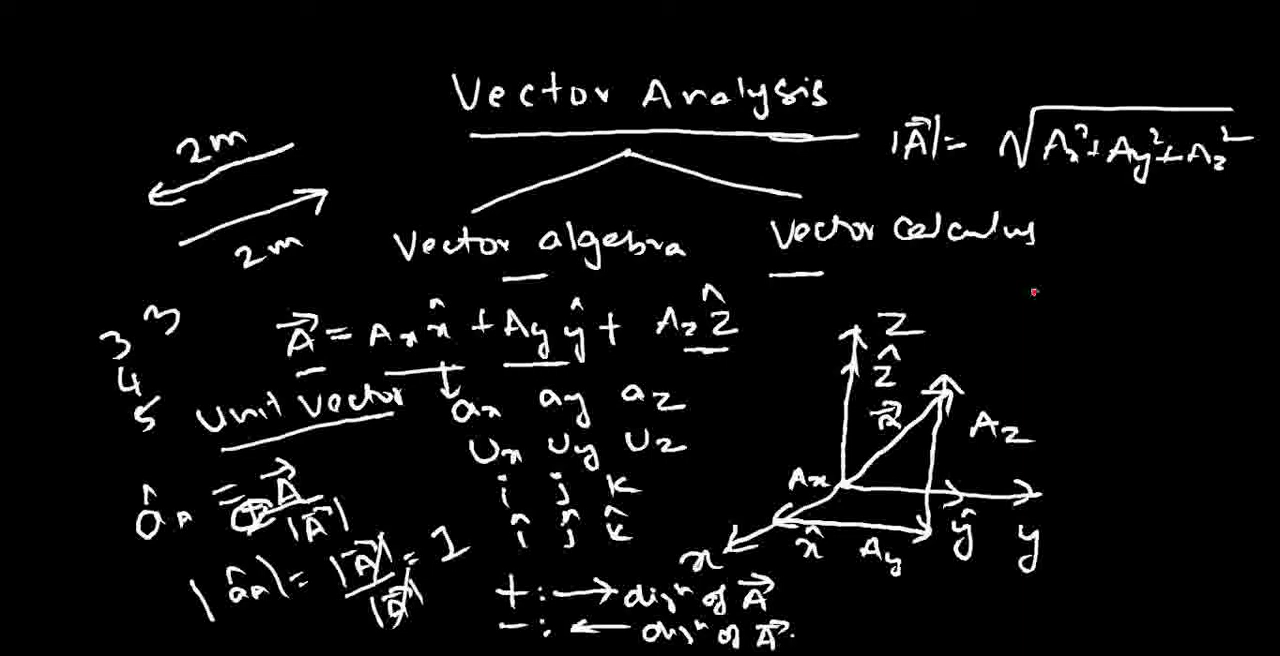 Vector Analysis
|A⃗| = √(Ax² + Ay² + Az²)
2m
2m
Vector algebra
Vector calculus
A⃗ = Ax x̂ + Ay ŷ + Az ẑ
3 3
4
5
Unit Vector
ax ay az
Ux Uy Uz
i j k
î ĵ k̂
âA = A⃗ / |A⃗|
|âA| = |A⃗| / |A⃗| = 1
+ : → dirⁿ of A⃗
- : ← dirⁿ of A⃗.
Z
ẑ
Az
Ax
x̂
Ay
ŷ
x
y